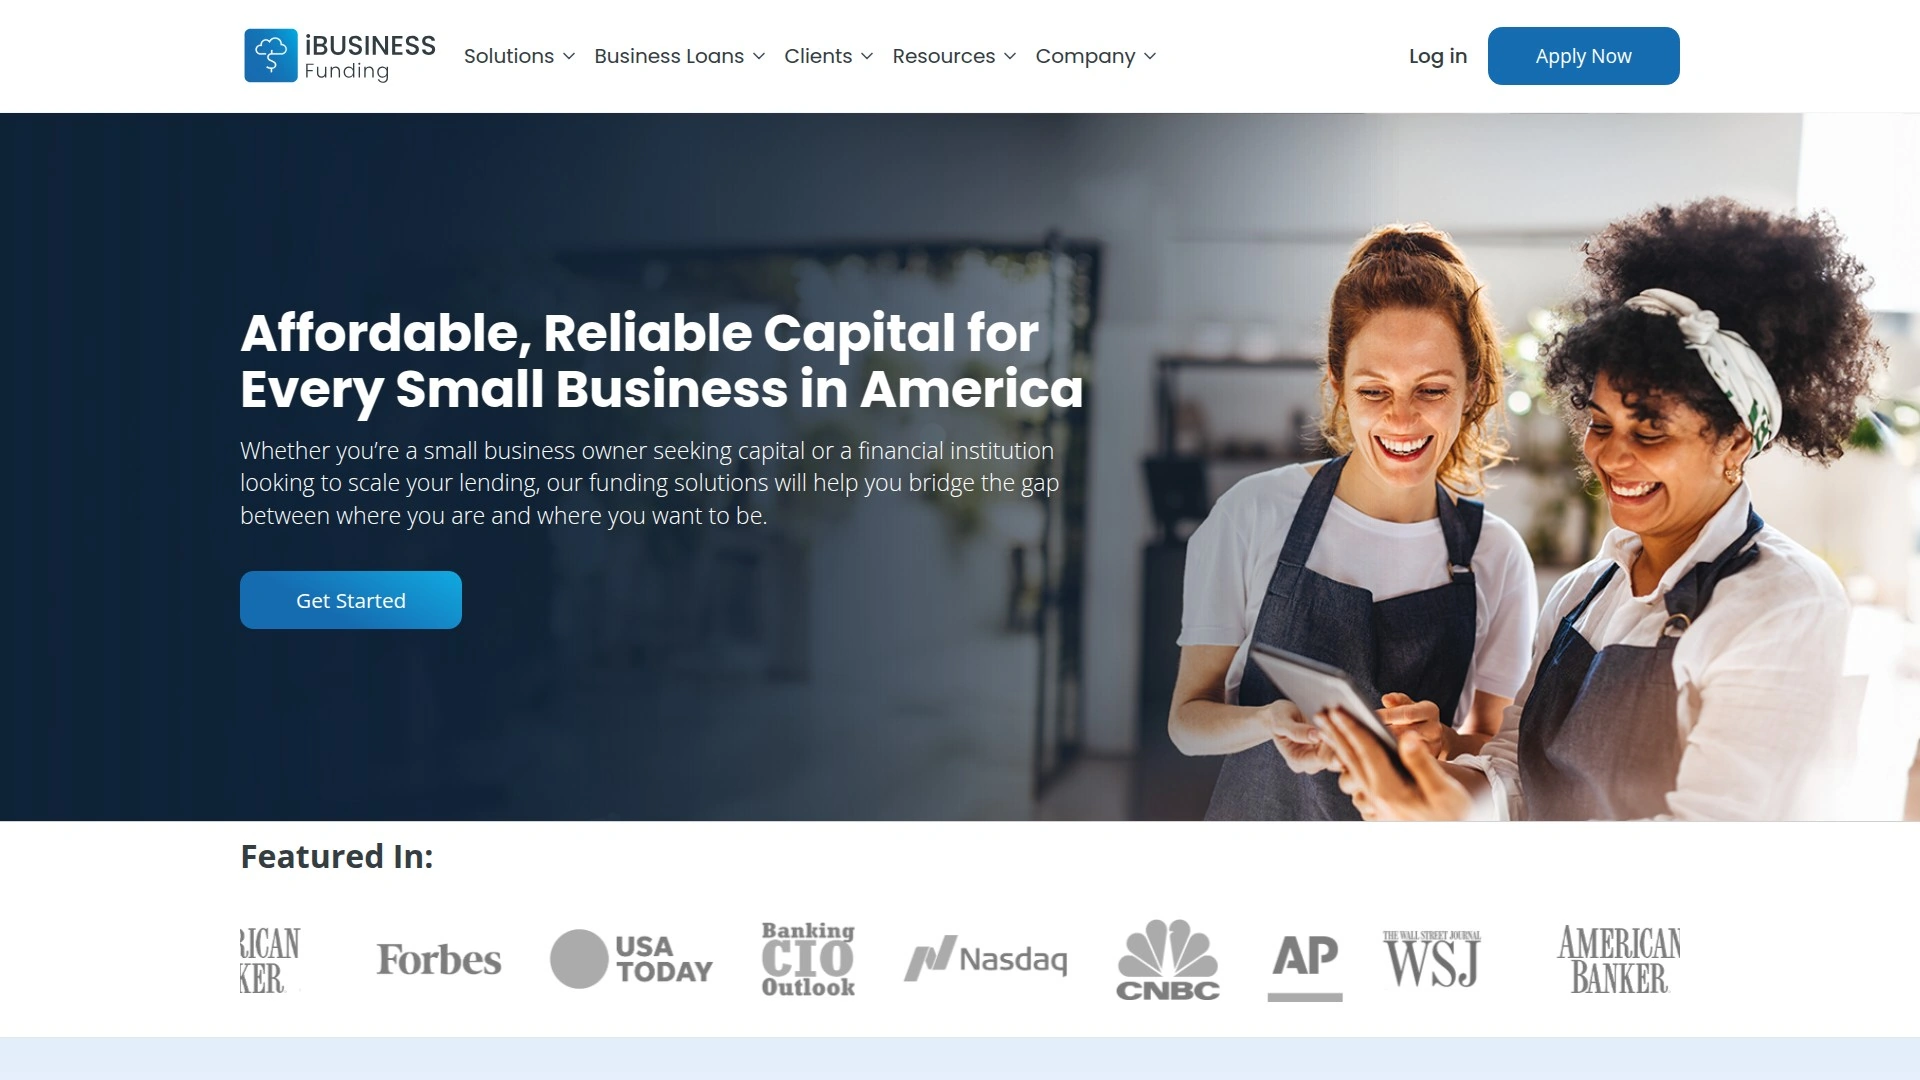 iBUSINESS
Funding
Solutions
Business Loans
Clients
Resources
Company
Log in
Apply Now
Affordable, Reliable Capital for
Every Small Business in America
Whether you’re a small business owner seeking capital or a financial institution
looking to scale your lending, our funding solutions will help you bridge the gap
between where you are and where you want to be.
Get Started
Featured In:
RICAN
KER
Forbes
USA
TODAY
Banking
CIO
Outlook
Nasdaq
CNBC
AP
THE WALL STREET JOURNAL
WSJ
AMERICAN
BANKER